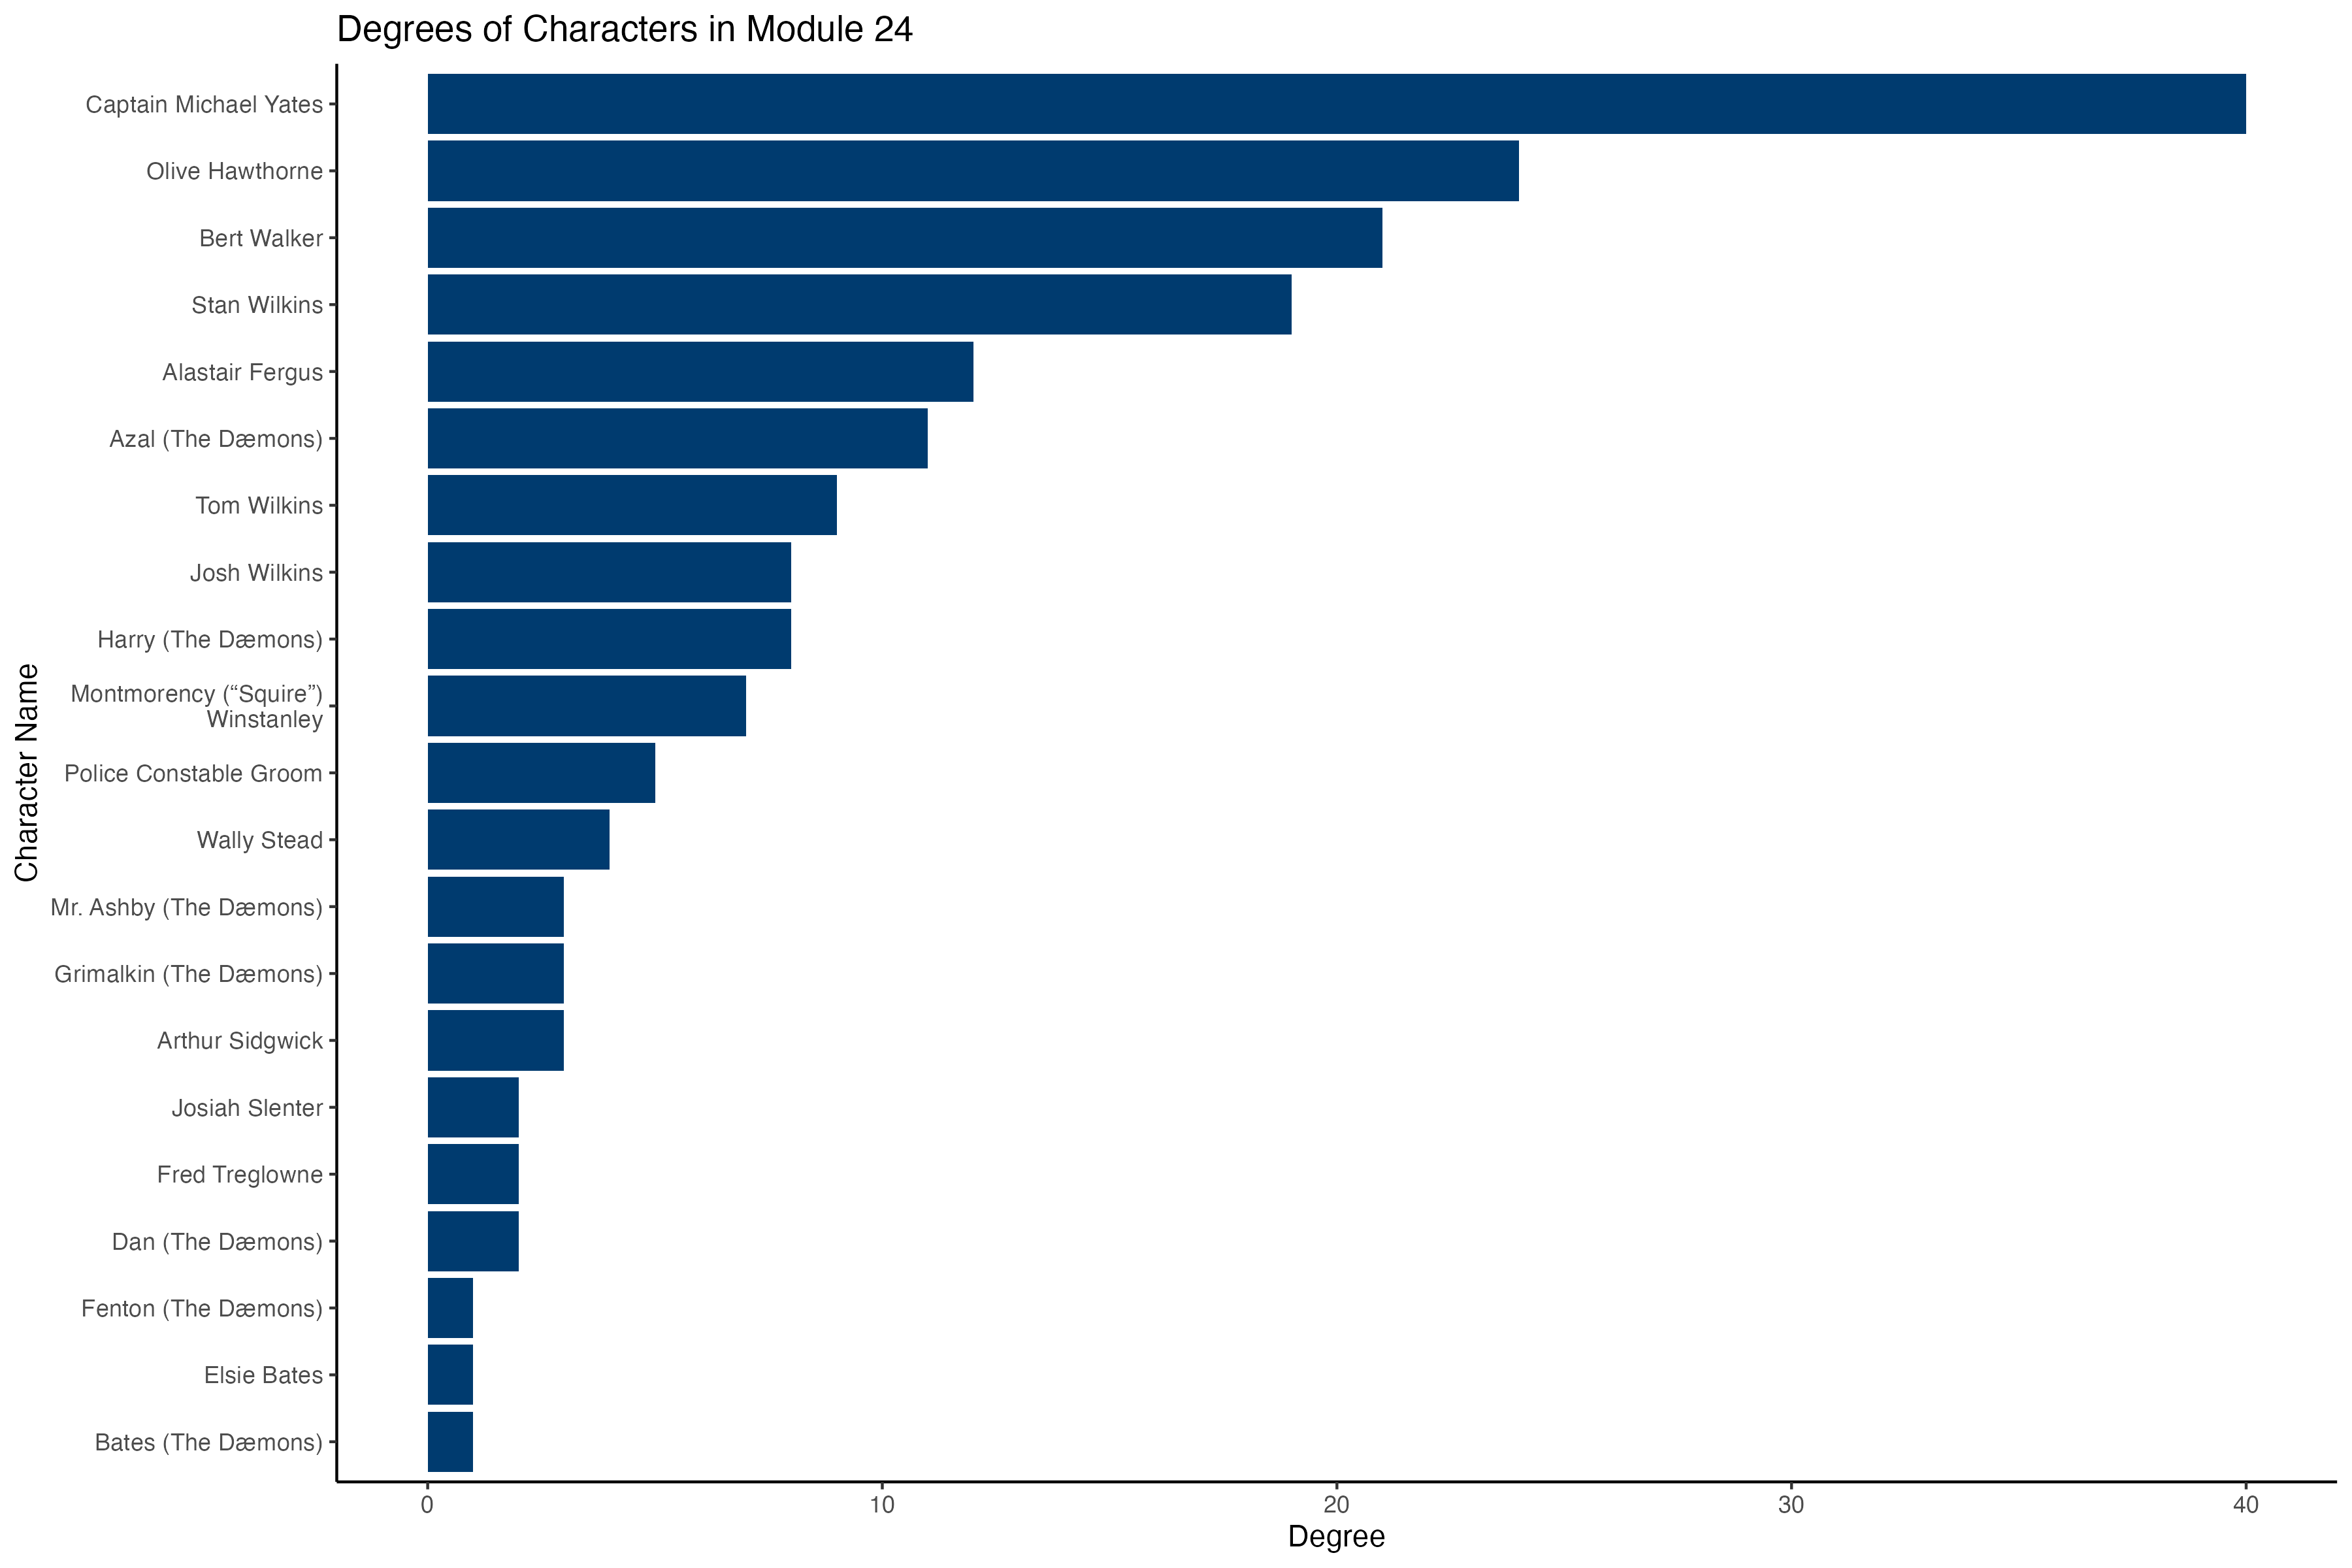 Degrees of Characters in Module 24
Character Name
Captain Michael Yates
Olive Hawthorne
Bert Walker
Stan Wilkins
Alastair Fergus
Azal (The Dæmons)
Tom Wilkins
Josh Wilkins
Harry (The Dæmons)
Montmorency (“Squire”)
Winstanley
Police Constable Groom
Wally Stead
Mr. Ashby (The Dæmons)
Grimalkin (The Dæmons)
Arthur Sidgwick
Josiah Slenter
Fred Treglowne
Dan (The Dæmons)
Fenton (The Dæmons)
Elsie Bates
Bates (The Dæmons)
0 10 20 30 40
Degree